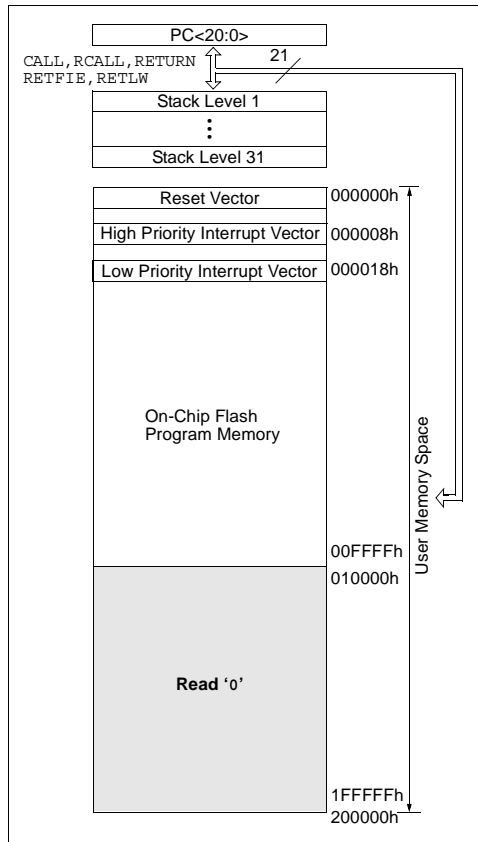 PC<20:0>
CALL,RCALL,RETURN
RETFIE,RETLW
21
Stack Level 1
Stack Level 31
Reset Vector
000000h
High Priority Interrupt Vector
000008h
Low Priority Interrupt Vector
000018h
On-Chip Flash
Program Memory
User Memory Space
00FFFFh
010000h
Read ‘0’
1FFFFFh
200000h